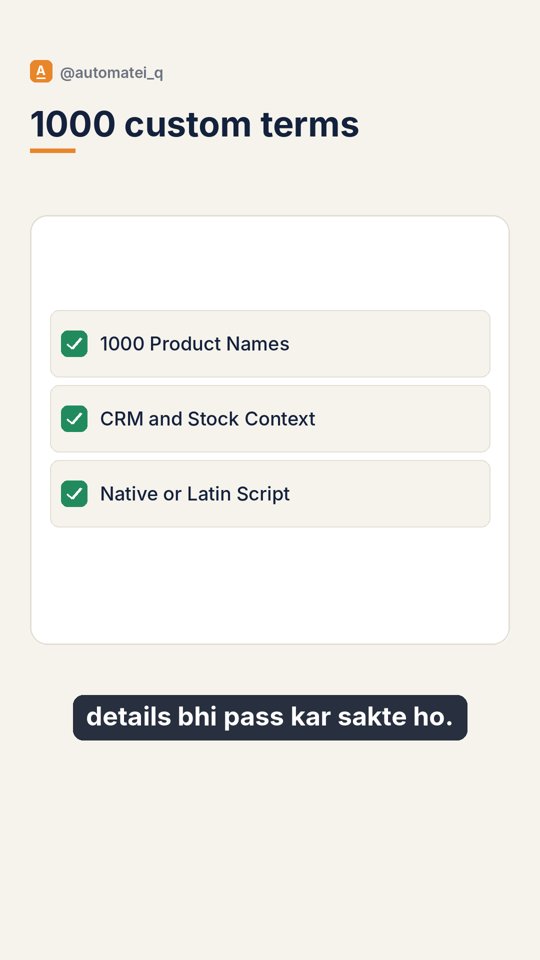 A
@automatei_q
1000 custom terms
1000 Product Names
CRM and Stock Context
Native or Latin Script
details bhi pass kar sakte ho.